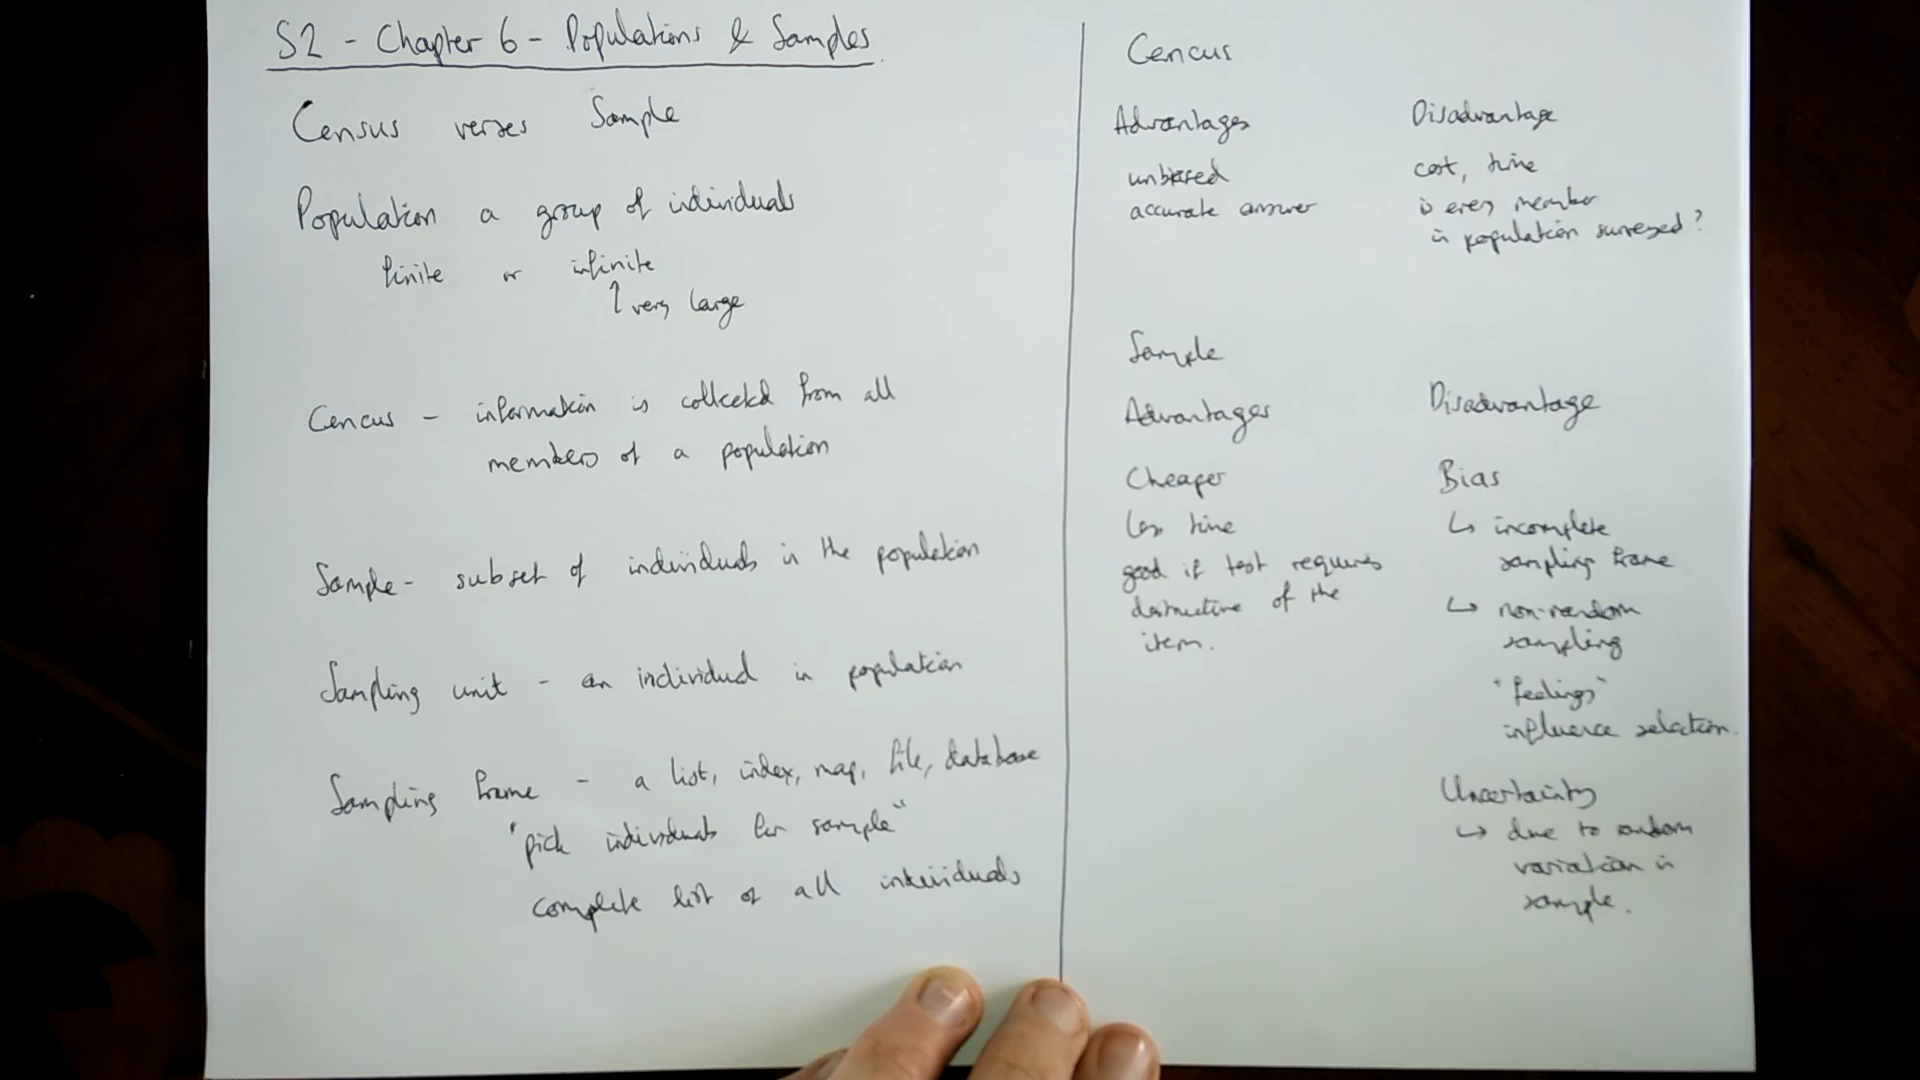 S2 - Chapter 6 - Populations & Samples
Census verses Sample
Population a group of individuals
finite or infinite
↑ very large
Cencus - information is collected from all
members of a population
Sample - subset of individuals in the population
Sampling unit - an individual in population
Sampling frame - a list, index, map, file, database
"pick individuals for sample"
complete list of all individuals
Cencus
Advantages Disadvantage
unbiased cost, time
accurate answer is every member
in population surveyed?
Sample
Advantages Disadvantage
Cheaper Bias
less time ↳ incomplete
good if test requires sampling frame
destructive of the ↳ non-random
item. sampling
"feelings"
influence selection.
Uncertainty
↳ due to random
variation in
sample.